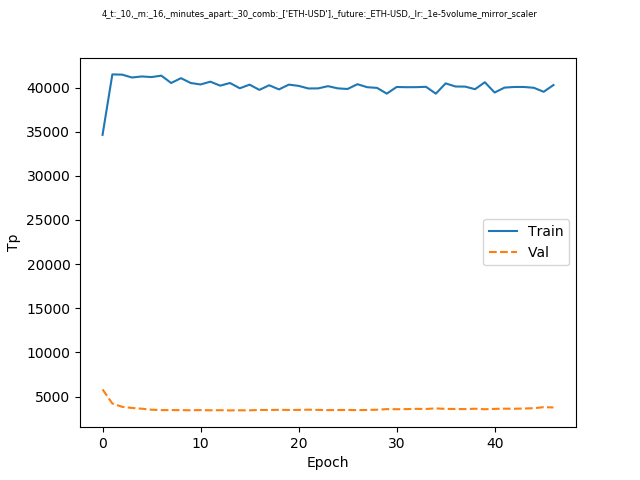 4_t:_10,_m:_16,_minutes_apart:_30_comb:_['ETH-USD'],_future:_ETH-USD,_lr:_1e-5volume_mirror_scaler
40000
35000
30000
25000
20000
15000
10000
5000
Tp
Train
Val
0 10 20 30 40
Epoch